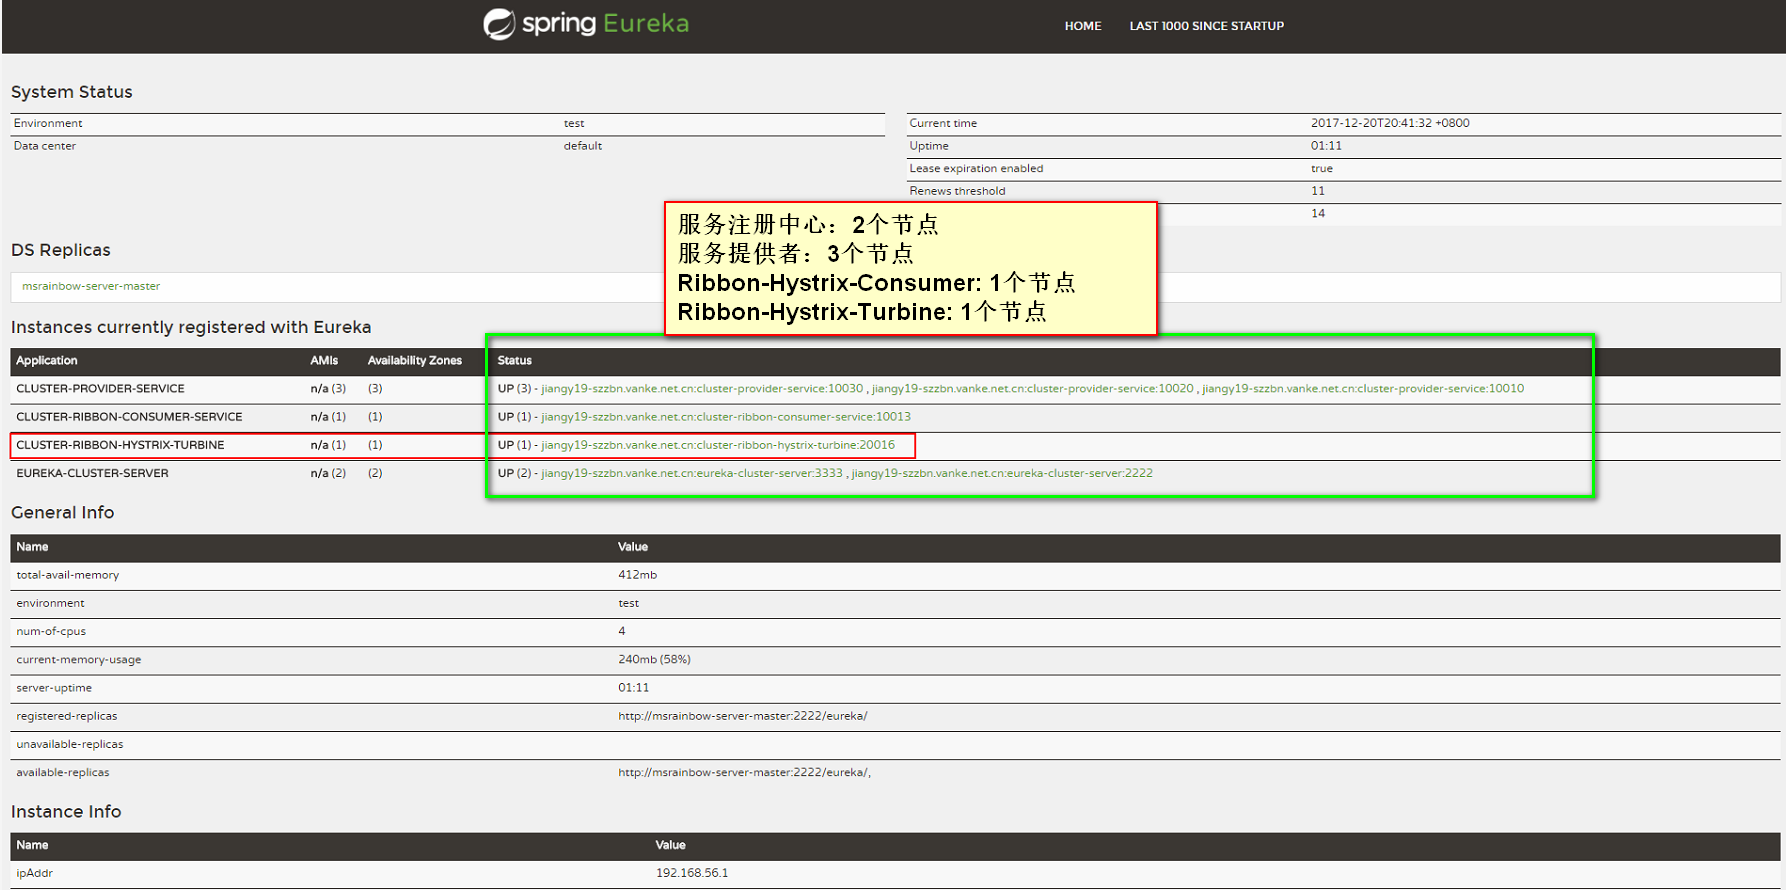 spring Eureka
HOME LAST 1000 SINCE STARTUP
System Status
Environment test
Data center default
Current time 2017-12-20T20:41:32 +0800
Uptime 01:11
Lease expiration enabled true
Renews threshold 11
14
服务注册中心：2个节点
服务提供者：3个节点
Ribbon-Hystrix-Consumer: 1个节点
Ribbon-Hystrix-Turbine: 1个节点
DS Replicas
msrainbow-server-master
Instances currently registered with Eureka
Application AMIs Availability Zones Status
CLUSTER-PROVIDER-SERVICE n/a (3) (3) UP (3) - jiangy19-szzbn.vanke.net.cn:cluster-provider-service:10030 , jiangy19-szzbn.vanke.net.cn:cluster-provider-service:10020 , jiangy19-szzbn.vanke.net.cn:cluster-provider-service:10010
CLUSTER-RIBBON-CONSUMER-SERVICE n/a (1) (1) UP (1) - jiangy19-szzbn.vanke.net.cn:cluster-ribbon-consumer-service:10013
CLUSTER-RIBBON-HYSTRIX-TURBINE n/a (1) (1) UP (1) - jiangy19-szzbn.vanke.net.cn:cluster-ribbon-hystrix-turbine:20016
EUREKA-CLUSTER-SERVER n/a (2) (2) UP (2) - jiangy19-szzbn.vanke.net.cn:eureka-cluster-server:3333 , jiangy19-szzbn.vanke.net.cn:eureka-cluster-server:2222
General Info
Name Value
total-avail-memory 412mb
environment test
num-of-cpus 4
current-memory-usage 240mb (58%)
server-uptime 01:11
registered-replicas http://msrainbow-server-master:2222/eureka/
unavailable-replicas
available-replicas http://msrainbow-server-master:2222/eureka/,
Instance Info
Name Value
ipAddr 192.168.56.1